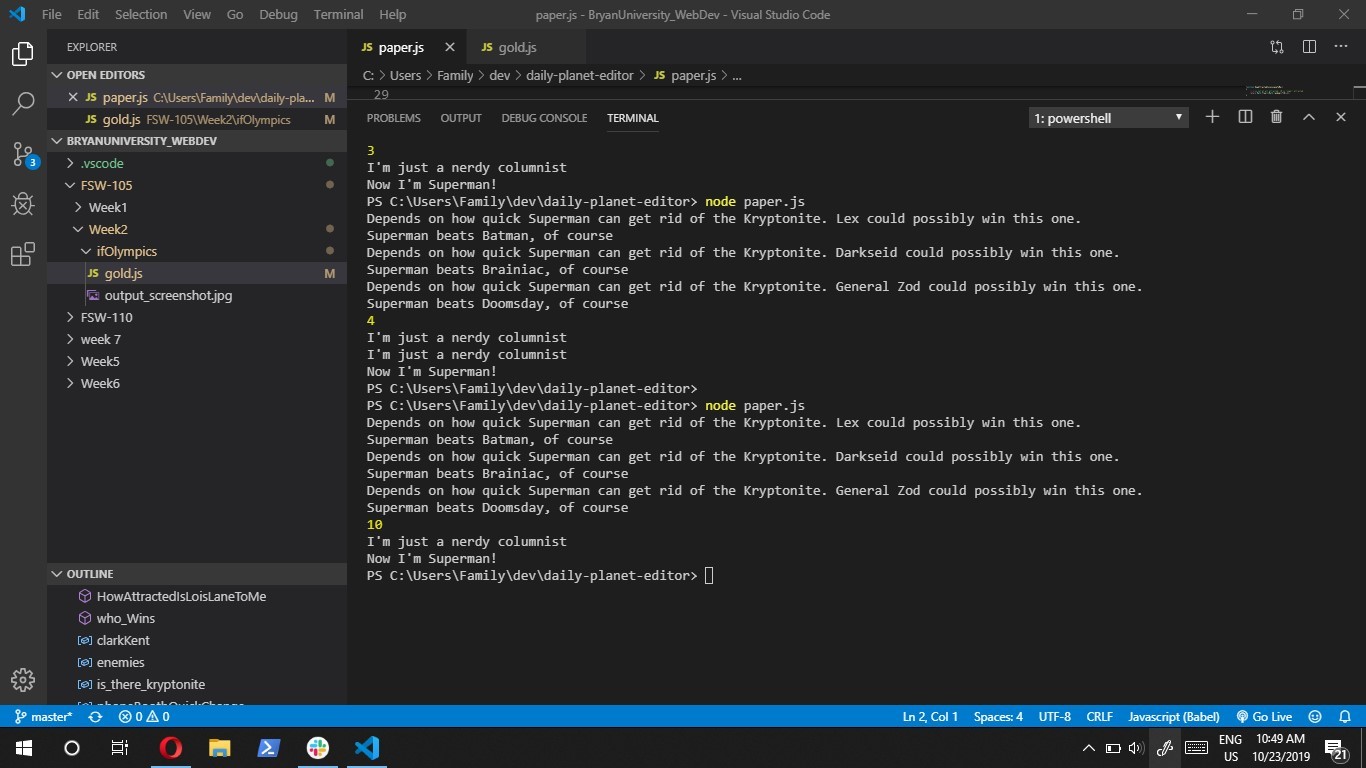 File Edit Selection View Go Debug Terminal Help
paper.js - BryanUniversity_WebDev - Visual Studio Code
EXPLORER
JS paper.js
JS gold.js
OPEN EDITORS
JS paper.js C:\Users\Family\dev\daily-pla... M
JS gold.js FSW-105\Week2\ifOlympics M
BRYANUNIVERSITY_WEBDEV
.vscode
FSW-105
Week1
Week2
ifOlympics
JS gold.js M
output_screenshot.jpg
FSW-110
week 7
Week5
Week6
OUTLINE
HowAttractedIsLoisLaneToMe
who_Wins
clarkKent
enemies
is_there_kryptonite
3
C: > Users > Family > dev > daily-planet-editor > JS paper.js > ...
29
PROBLEMS OUTPUT DEBUG CONSOLE TERMINAL
1: powershell
3
I'm just a nerdy columnist
Now I'm Superman!
PS C:\Users\Family\dev\daily-planet-editor> node paper.js
Depends on how quick Superman can get rid of the Kryptonite. Lex could possibly win this one.
Superman beats Batman, of course
Depends on how quick Superman can get rid of the Kryptonite. Darkseid could possibly win this one.
Superman beats Brainiac, of course
Depends on how quick Superman can get rid of the Kryptonite. General Zod could possibly win this one.
Superman beats Doomsday, of course
4
I'm just a nerdy columnist
I'm just a nerdy columnist
Now I'm Superman!
PS C:\Users\Family\dev\daily-planet-editor>
PS C:\Users\Family\dev\daily-planet-editor> node paper.js
Depends on how quick Superman can get rid of the Kryptonite. Lex could possibly win this one.
Superman beats Batman, of course
Depends on how quick Superman can get rid of the Kryptonite. Darkseid could possibly win this one.
Superman beats Brainiac, of course
Depends on how quick Superman can get rid of the Kryptonite. General Zod could possibly win this one.
Superman beats Doomsday, of course
10
I'm just a nerdy columnist
Now I'm Superman!
PS C:\Users\Family\dev\daily-planet-editor>
master* 0 0
Ln 2, Col 1 Spaces: 4 UTF-8 CRLF Javascript (Babel) Go Live
ENG 10:49 AM
US 10/23/2019 21